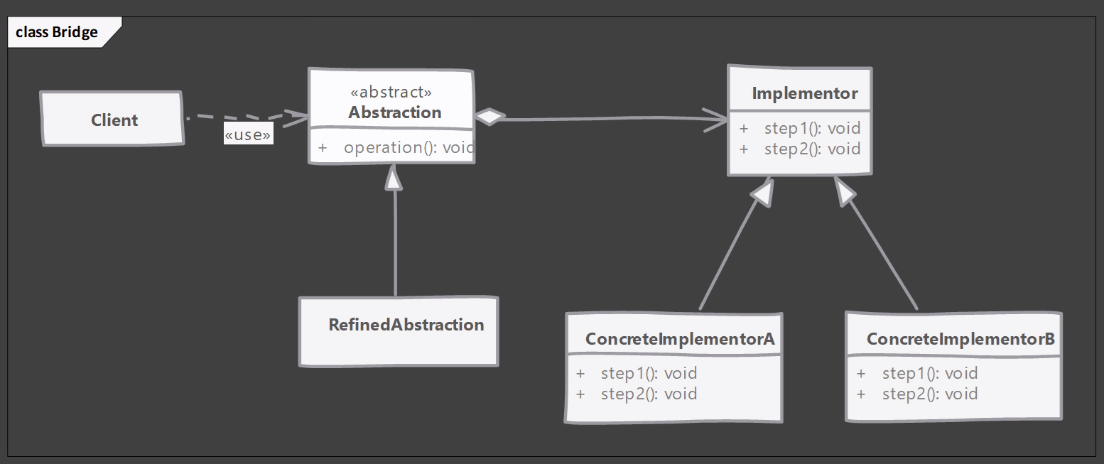 class Bridge
Client
«use»
«abstract»
Abstraction
+ operation(): void
Implementor
+ step1(): void
+ step2(): void
RefinedAbstraction
ConcreteImplementorA
+ step1(): void
+ step2(): void
ConcreteImplementorB
+ step1(): void
+ step2(): void